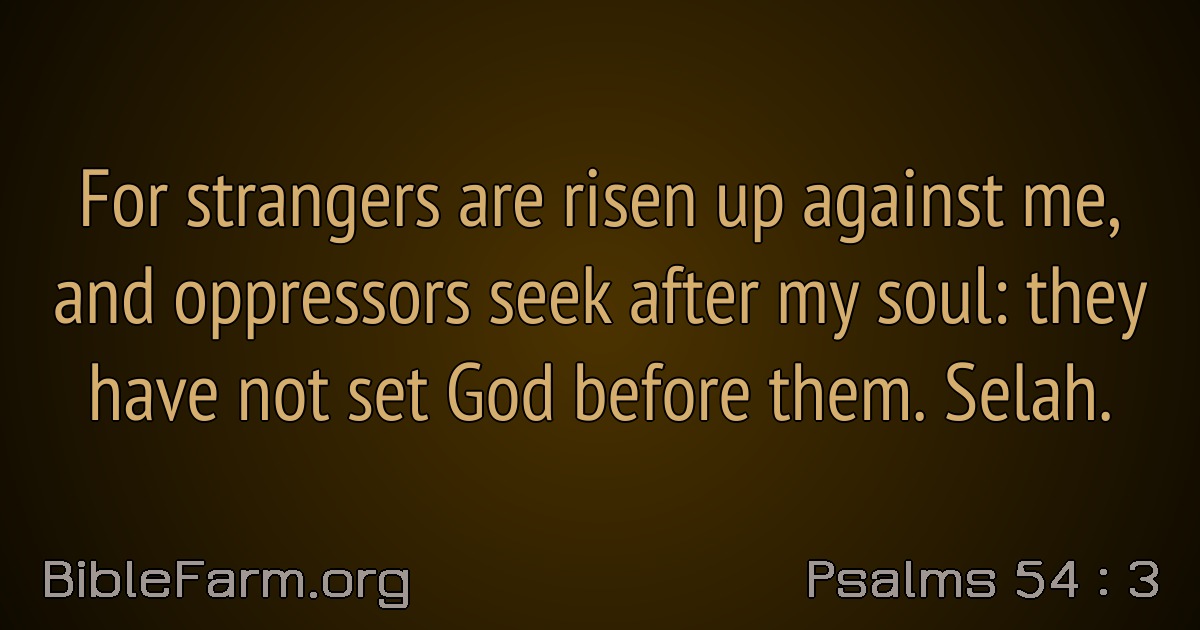 For strangers are risen up against me,
and oppressors seek after my soul: they
have not set God before them. Selah.
BibleFarm.org
Psalms 54 : 3